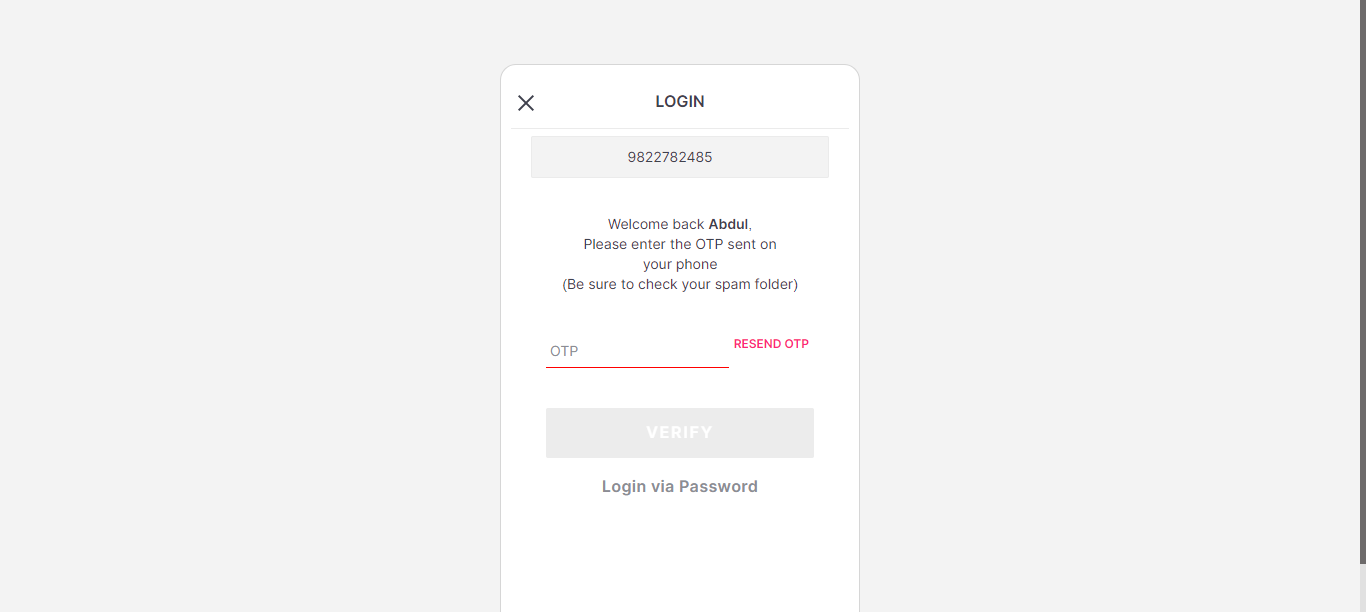 LOGIN
9822782485
Welcome back Abdul,
Please enter the OTP sent on
your phone
(Be sure to check your spam folder)
OTP
RESEND OTP
VERIFY
Login via Password